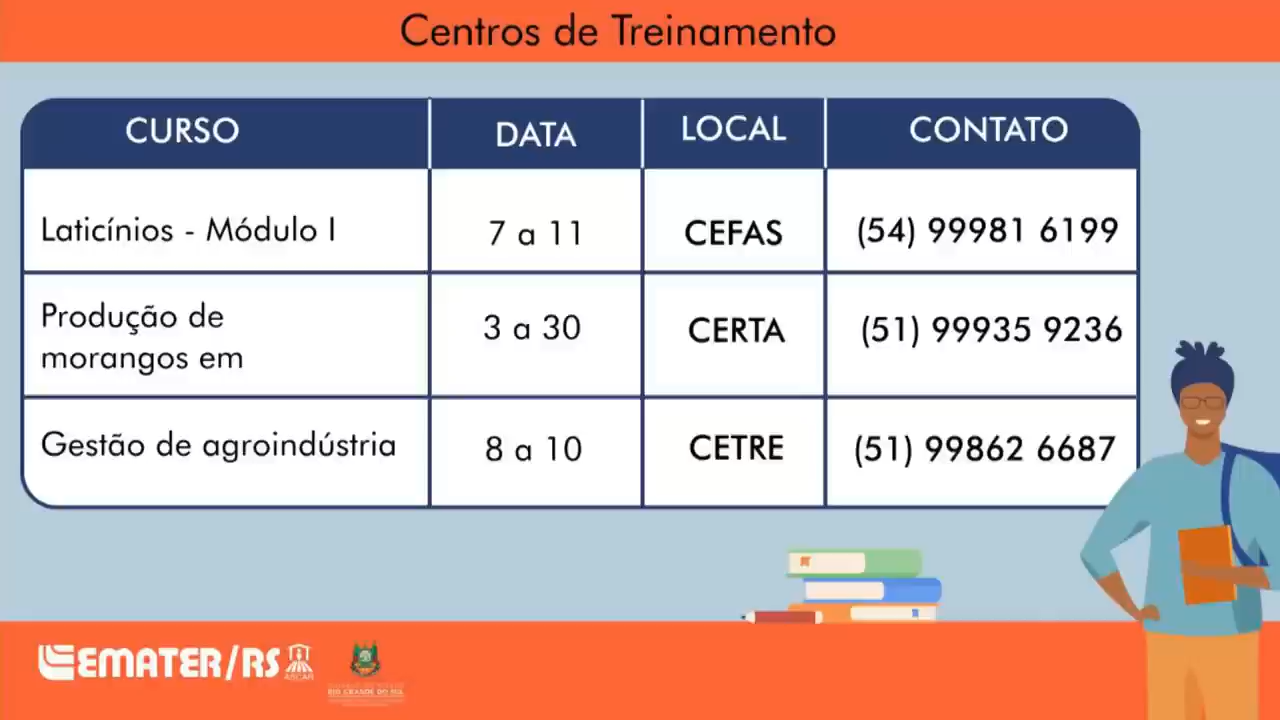 Centros de Treinamento
CURSO DATA LOCAL CONTATO
Laticínios - Módulo I 7 a 11 CEFAS (54) 99981 6199
Produção de
morangos em 3 a 30 CERTA (51) 99935 9236
Gestão de agroindústria 8 a 10 CETRE (51) 99862 6687
EMATER/RS
ASCAR
RIO GRANDE DO SUL